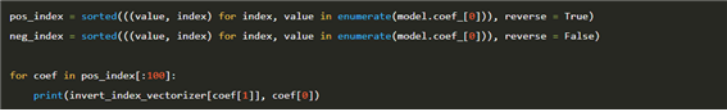 pos_index = sorted(((value, index) for index, value in enumerate(model.coef_[0])), reverse = True)
neg_index = sorted(((value, index) for index, value in enumerate(model.coef_[0])), reverse = False)
for coef in pos_index[:100]:
print(invert_index_vectorizer[coef[1]], coef[0])